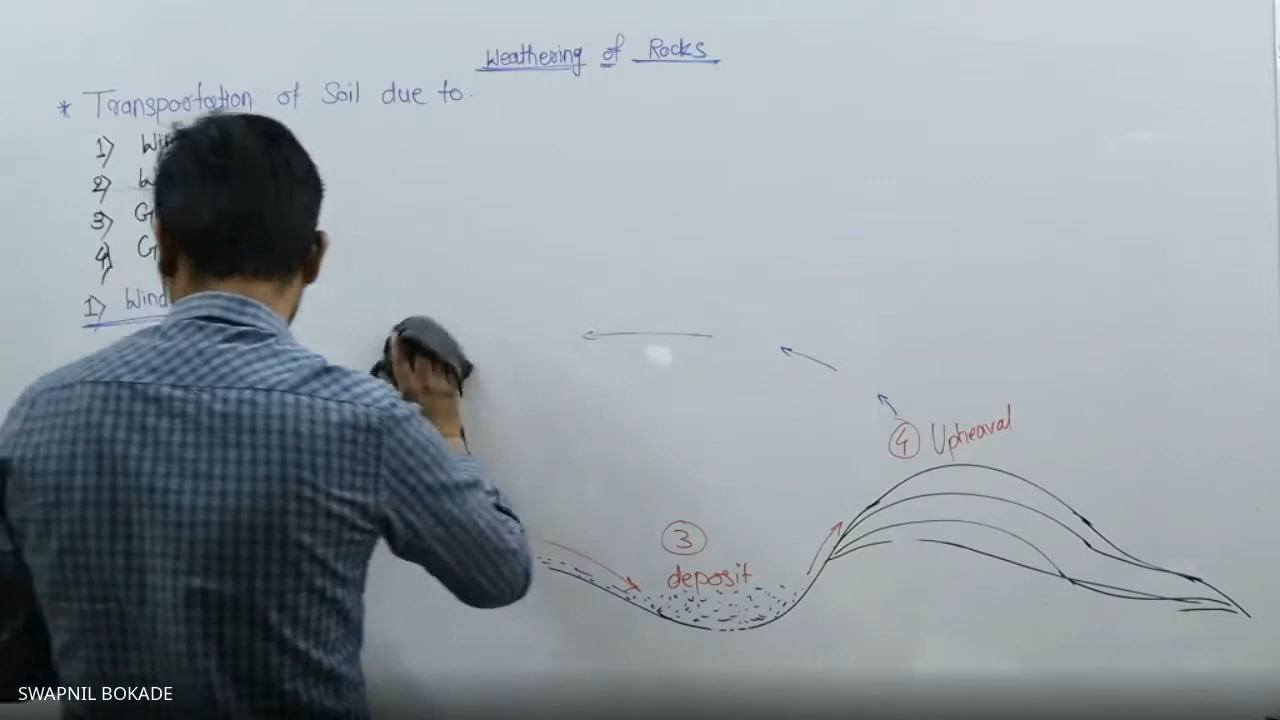 Weathering of Rocks
* Transportation of Soil due to
1)
2)
3)
4)
1) Wind
4 Upheaval
3
deposit
SWAPNIL BOKADE